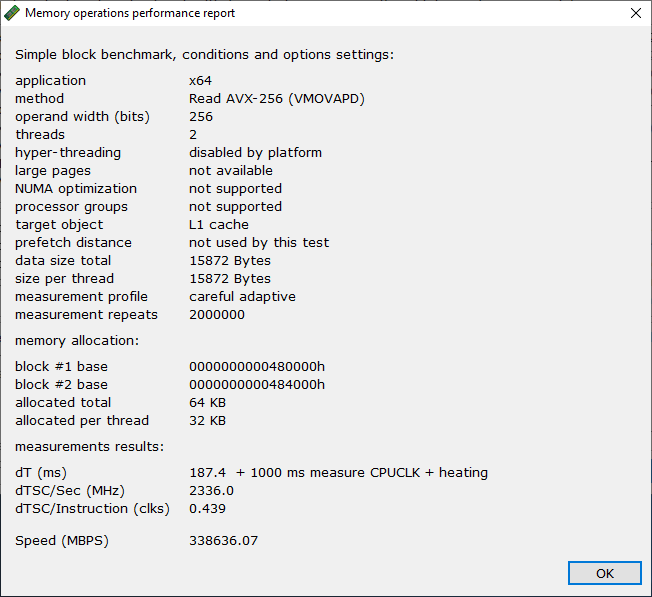 Memory operations performance report
Simple block benchmark, conditions and options settings:
application x64
method Read AVX-256 (VMOVAPD)
operand width (bits) 256
threads 2
hyper-threading disabled by platform
large pages not available
NUMA optimization not supported
processor groups not supported
target object L1 cache
prefetch distance not used by this test
data size total 15872 Bytes
size per thread 15872 Bytes
measurement profile careful adaptive
measurement repeats 2000000
memory allocation:
block #1 base 0000000000480000h
block #2 base 0000000000484000h
allocated total 64 KB
allocated per thread 32 KB
measurements results:
dT (ms) 187.4 + 1000 ms measure CPUCLK + heating
dTSC/Sec (MHz) 2336.0
dTSC/Instruction (clks) 0.439
Speed (MBPS) 338636.07
OK